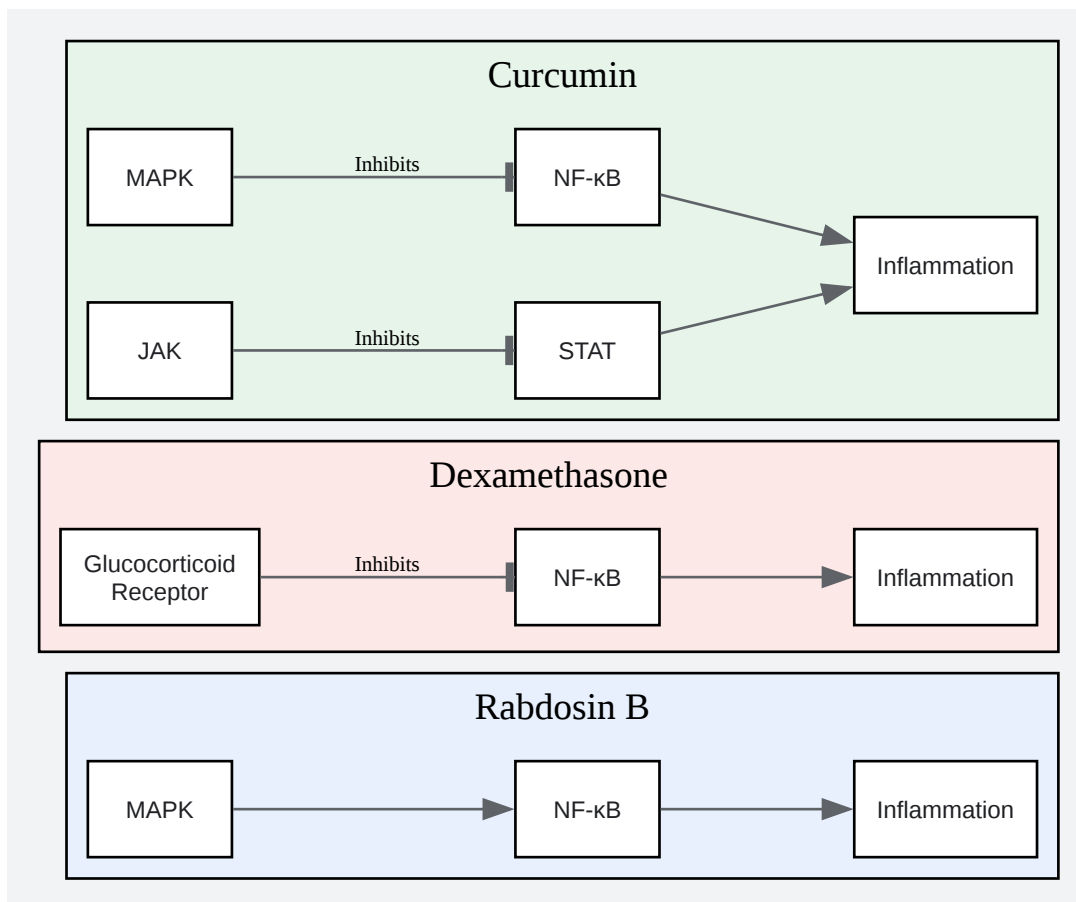 Curcumin
MAPK
Inhibits
NF-κB
Inflammation
JAK
Inhibits
STAT
Dexamethasone
Glucocorticoid
Receptor
Inhibits
NF-κB
Inflammation
Rabdosin B
MAPK
NF-κB
Inflammation